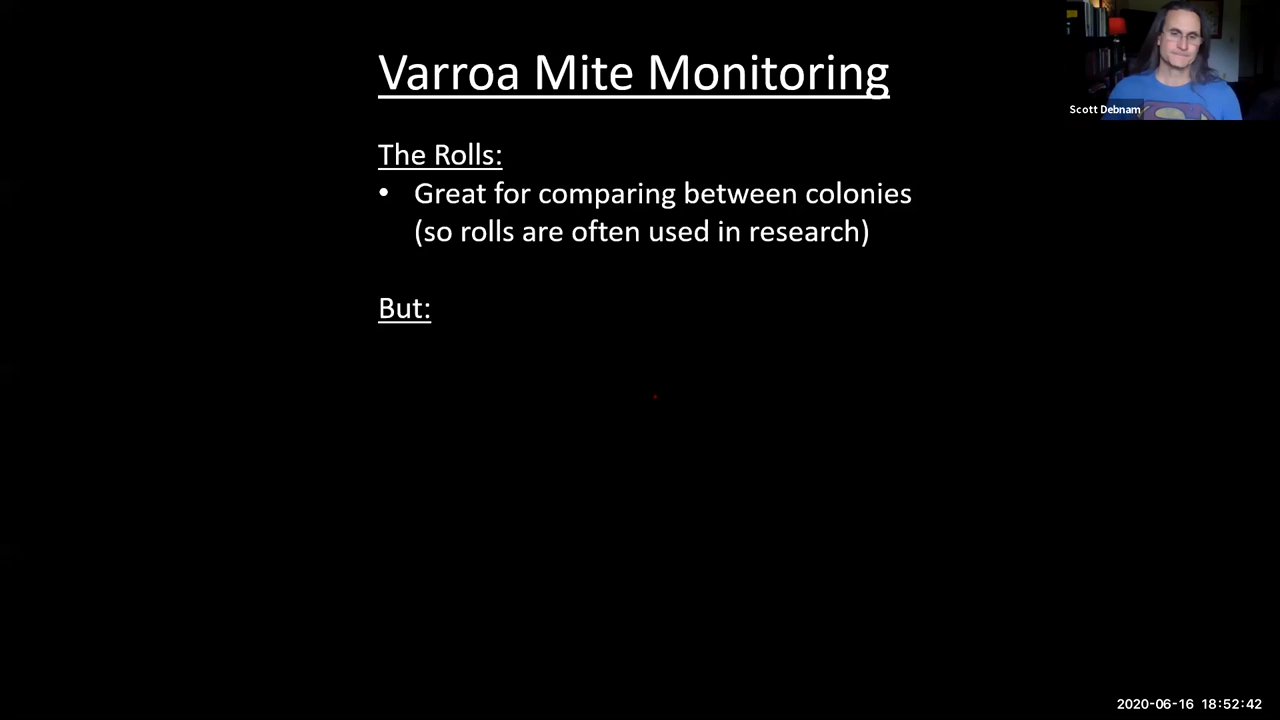 Varroa Mite Monitoring
Scott Debnam
The Rolls:
• Great for comparing between colonies
(so rolls are often used in research)
But:
2020-06-16 18:52:42